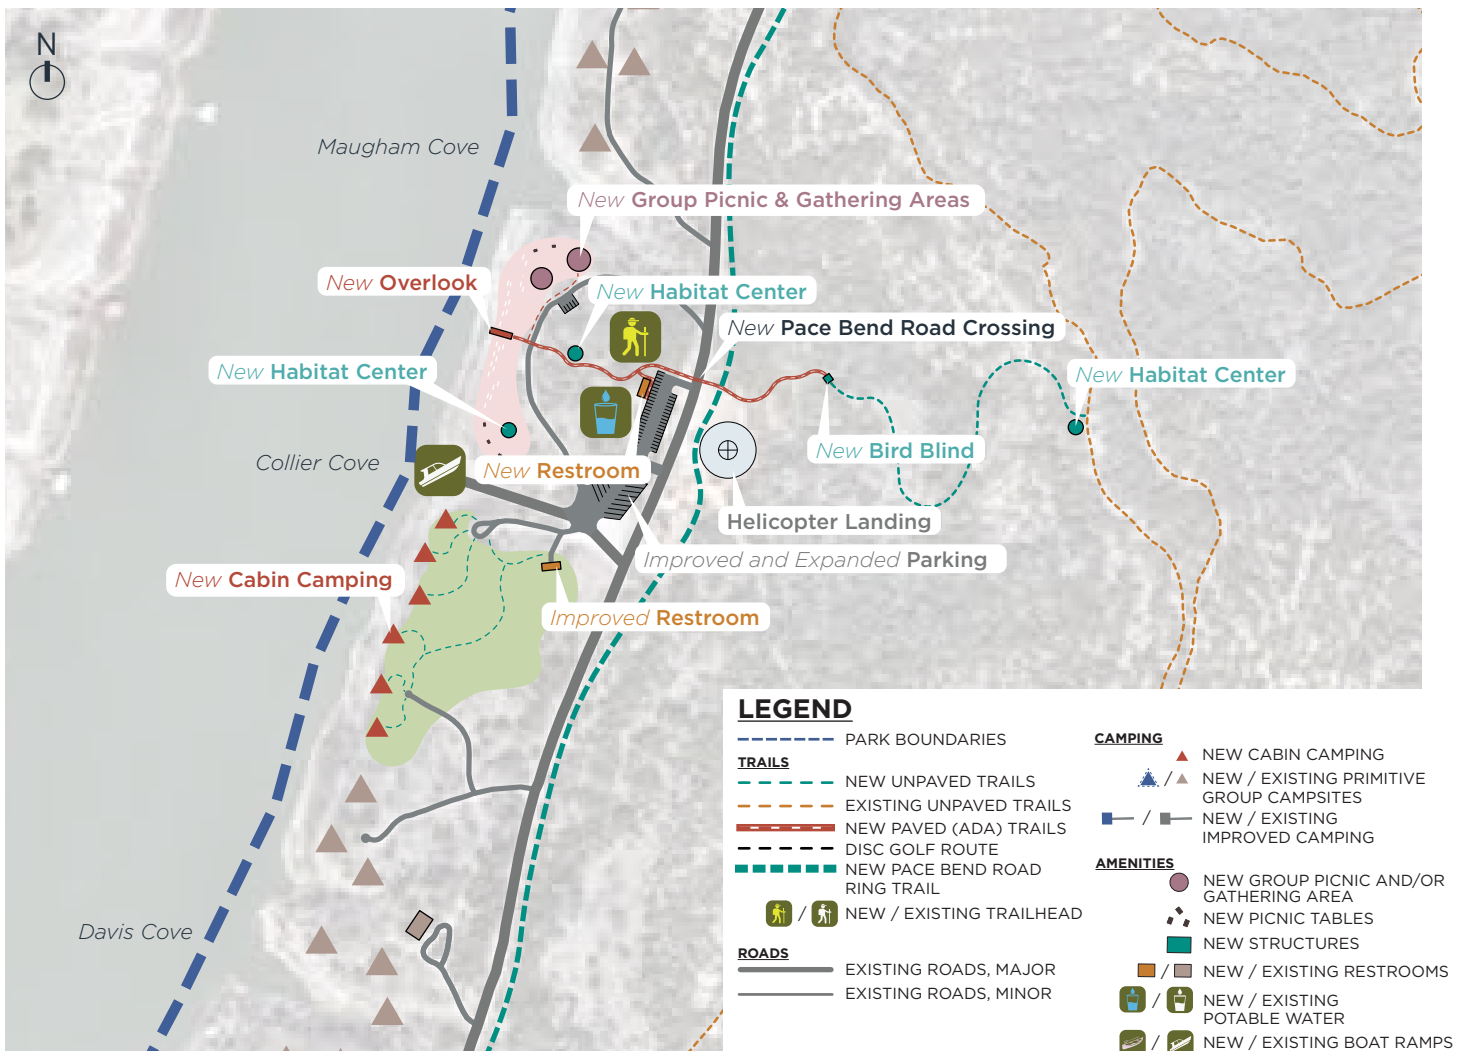 N
Maugham Cove
New Group Picnic & Gathering Areas
New Overlook
New Habitat Center
New Pace Bend Road Crossing
New Habitat Center
New Habitat Center
New Bird Blind
Collier Cove
New Restroom
Helicopter Landing
Improved and Expanded Parking
New Cabin Camping
Improved Restroom
Davis Cove
LEGEND
PARK BOUNDARIES
TRAILS
NEW UNPAVED TRAILS
EXISTING UNPAVED TRAILS
NEW PAVED (ADA) TRAILS
DISC GOLF ROUTE
NEW PACE BEND ROAD
RING TRAIL
/ NEW / EXISTING TRAILHEAD
ROADS
EXISTING ROADS, MAJOR
EXISTING ROADS, MINOR
CAMPING
NEW CABIN CAMPING
/ NEW / EXISTING PRIMITIVE
GROUP CAMPSITES
/ NEW / EXISTING
IMPROVED CAMPING
AMENITIES
NEW GROUP PICNIC AND/OR
GATHERING AREA
NEW PICNIC TABLES
NEW STRUCTURES
/ NEW / EXISTING RESTROOMS
/ NEW / EXISTING
POTABLE WATER
/ NEW / EXISTING BOAT RAMPS